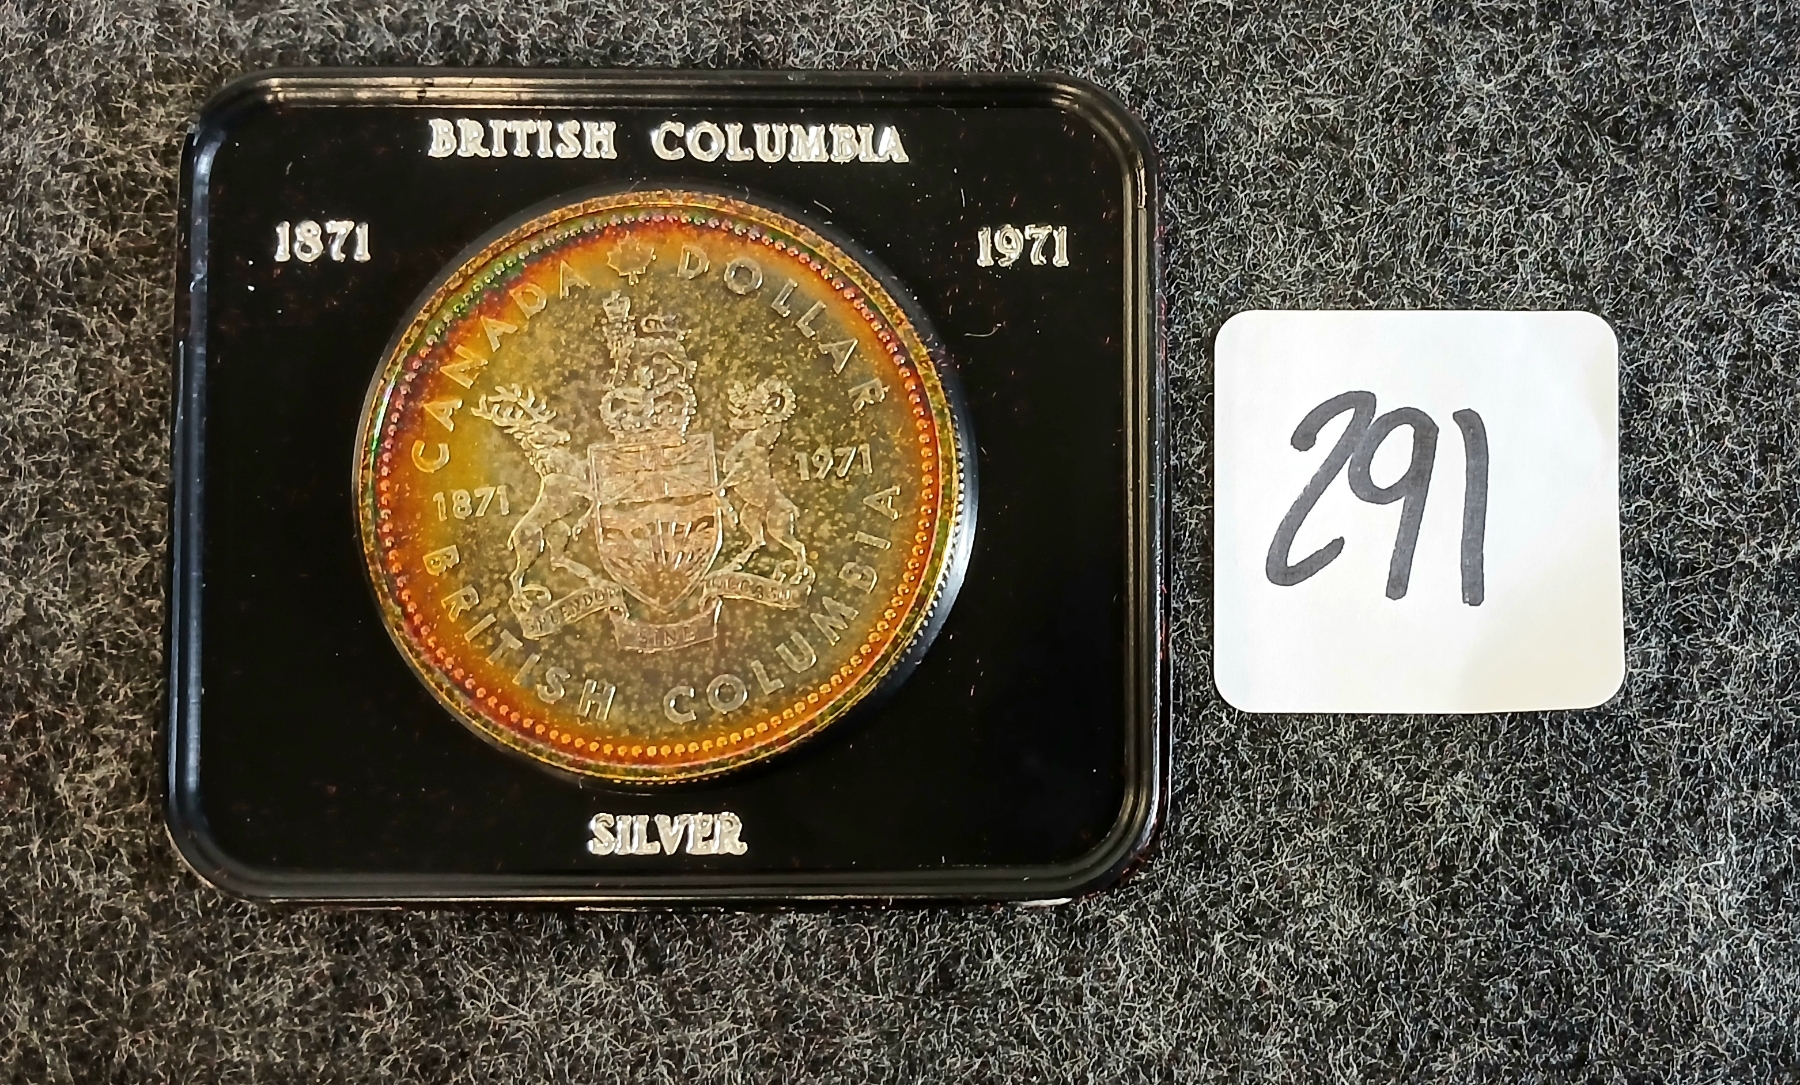 BRITISH COLUMBIA
1871
1971
CANADA DOLLAR
1871
1971
SPLENDOR SINE OCCASU
BRITISH COLUMBIA
SILVER
291